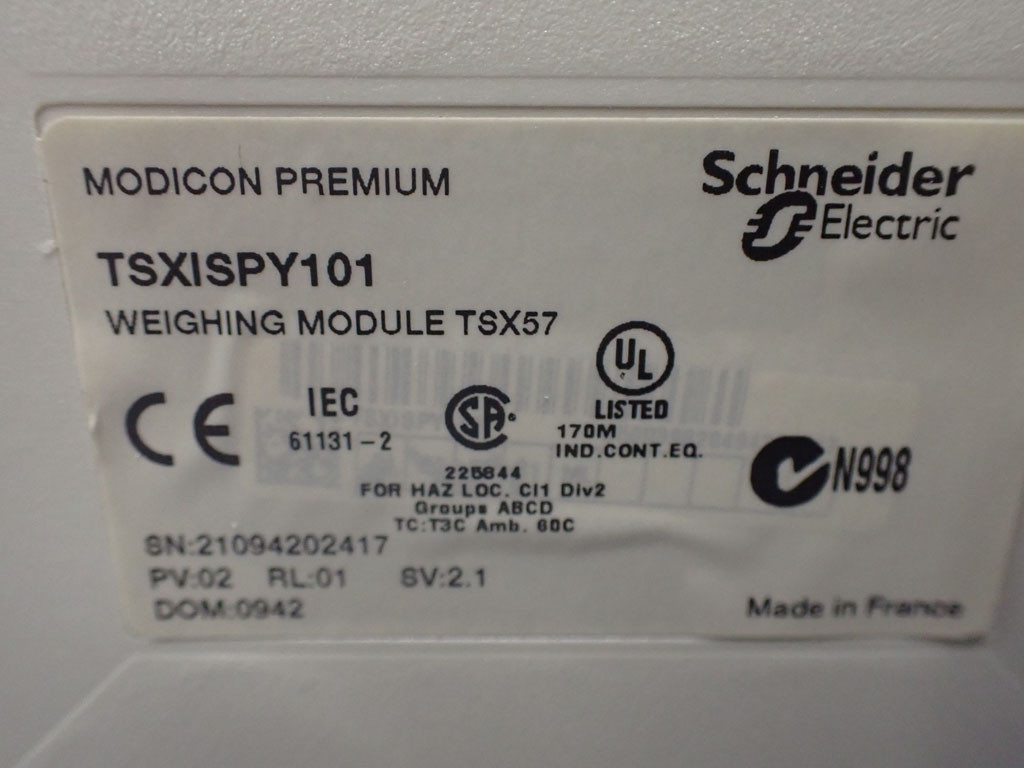 MODICON PREMIUM
Schneider
Electric
TSXISPY101
WEIGHING MODULE TSX57
CE
IEC
61131-2
SA
UL
LISTED
170M
IND.CONT.EQ.
N998
225844
FOR HAZ LOC. Cl1 Div2
Groups ABCD
TC:T3C Amb. 60C
SN:21094202417
PV:02 RL:01 SV:2.1
DOM:0942
Made in France